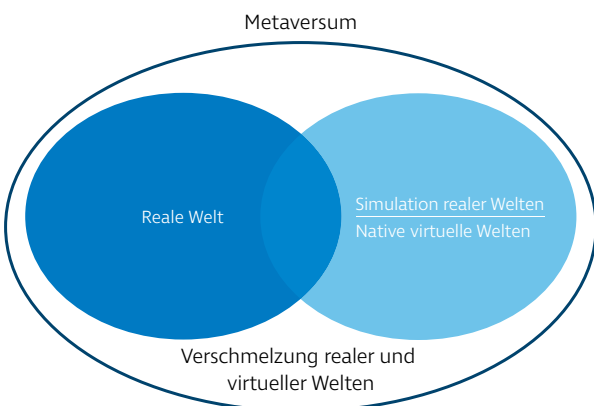 Metaversum
Reale Welt
Simulation realer Welten
Native virtuelle Welten
Verschmelzung realer und
virtueller Welten